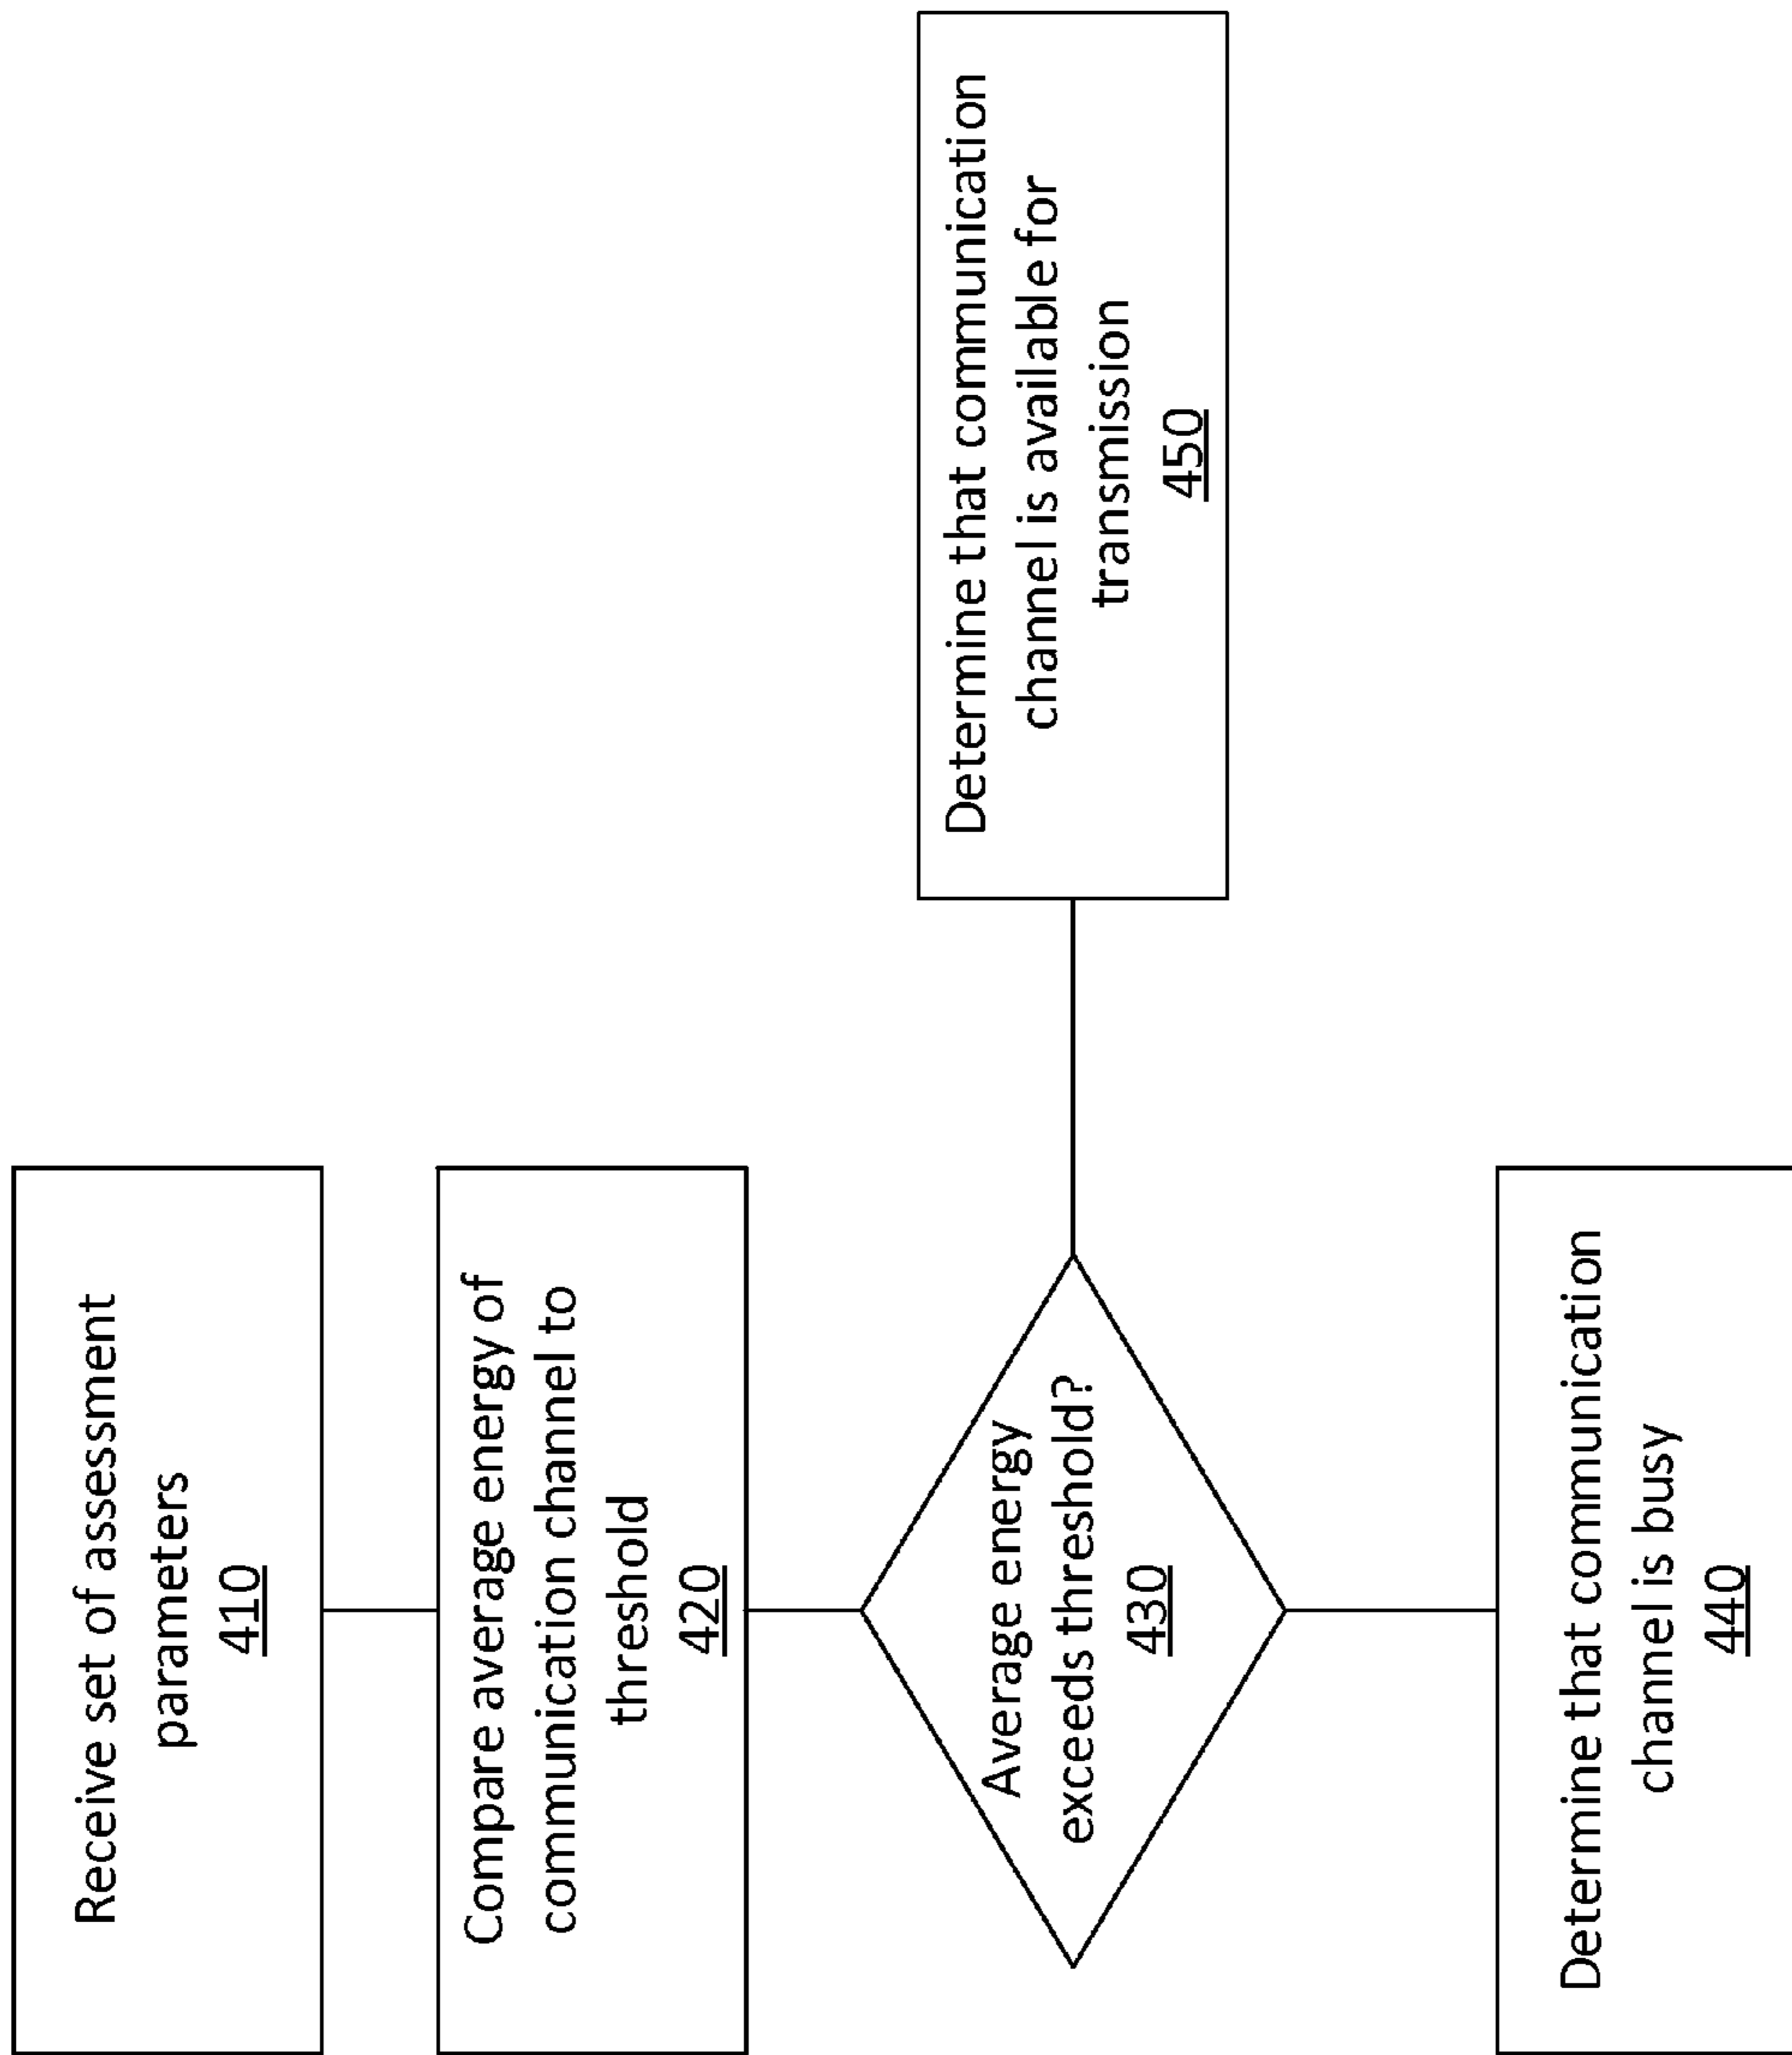 Receive set of assessment
parameters
410
Compare average energy of
communication channel to
threshold
420
Average energy
exceeds threshold?
430
Determine that communication
channel is busy
440
Determine that communication
channel is available for
transmission
450